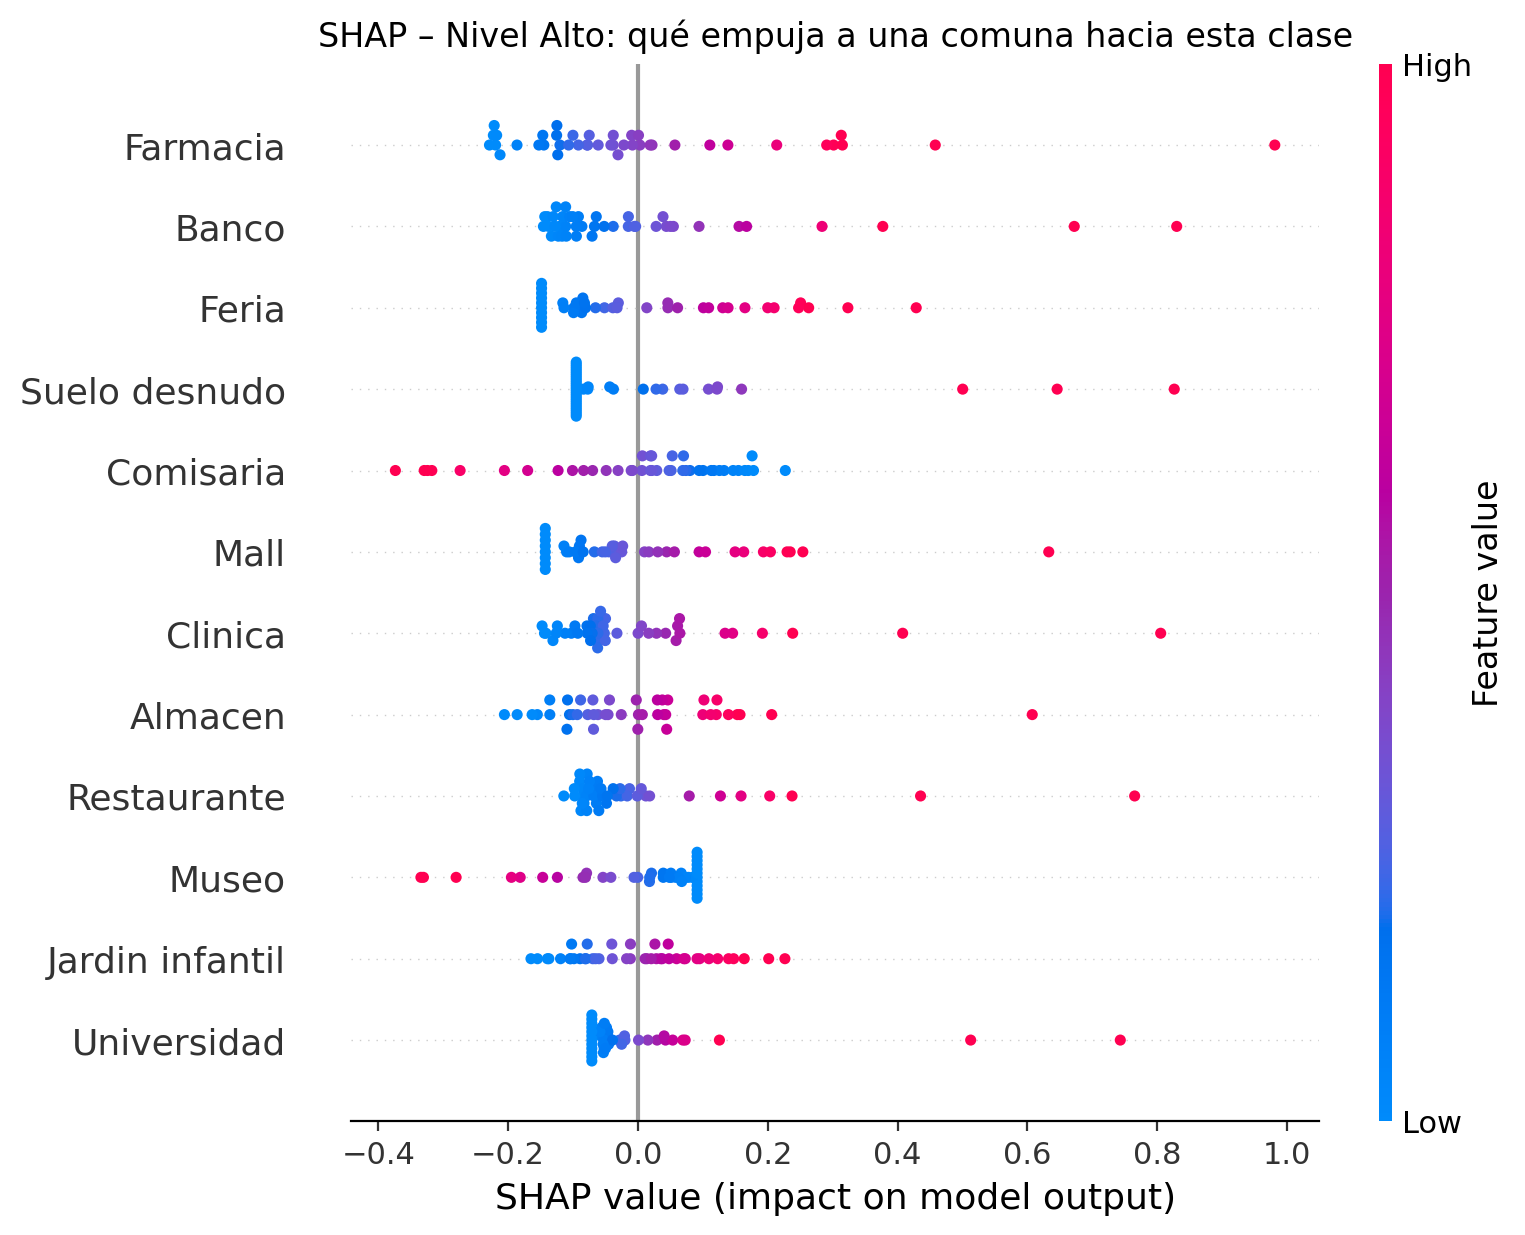 SHAP – Nivel Alto: qué empuja a una comuna hacia esta clase
High
Farmacia
Banco
Feria
Suelo desnudo
Comisaria
Mall
Clinica
Almacen
Restaurante
Museo
Jardin infantil
Universidad
Feature value
Low
−0.4 −0.2 0.0 0.2 0.4 0.6 0.8 1.0
SHAP value (impact on model output)